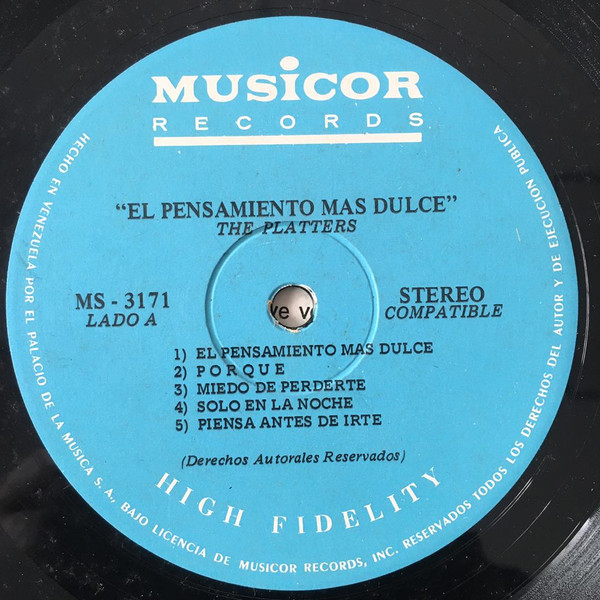 MUSiCOR
RECORDS
"EL PENSAMIENTO MAS DULCE"
THE PLATTERS
MS - 3171
LADO A
STEREO
COMPATIBLE
1) EL PENSAMIENTO MAS DULCE
2) PORQUE
3) MIEDO DE PERDERTE
4) SOLO EN LA NOCHE
5) PIENSA ANTES DE IRTE
(Derechos Autorales Reservados)
HIGH FIDELITY
HECHO EN VENEZUELA POR EL PALACIO DE LA MUSICA S.A., BAJO LICENCIA DE MUSICOR RECORDS, INC. RESERVADOS TODOS LOS DERECHOS DEL AUTOR Y DE EJECUCION PUBLICA